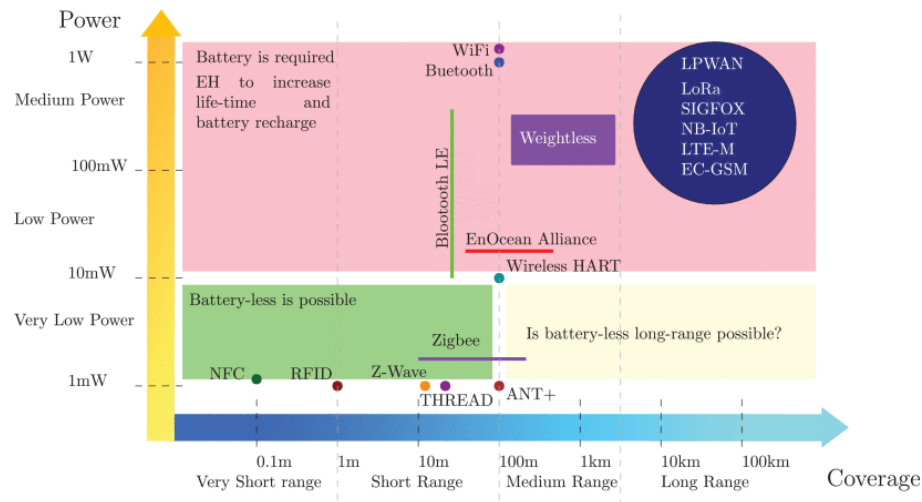 Power
1W
Medium Power
100mW
Low Power
10mW
Very Low Power
1mW
Battery is required
EH to increase
life-time and
battery recharge
WiFi
Buetooth
LPWAN
LoRa
SIGFOX
NB-IoT
LTE-M
EC-GSM
Weightless
Blootooth LE
EnOcean Alliance
Wireless HART
Battery-less is possible
Is battery-less long-range possible?
Zigbee
NFC
RFID
Z-Wave
THREAD
ANT+
0.1m
1m
10m
100m
1km
10km
100km
Very Short range
Short Range
Medium Range
Long Range
Coverage